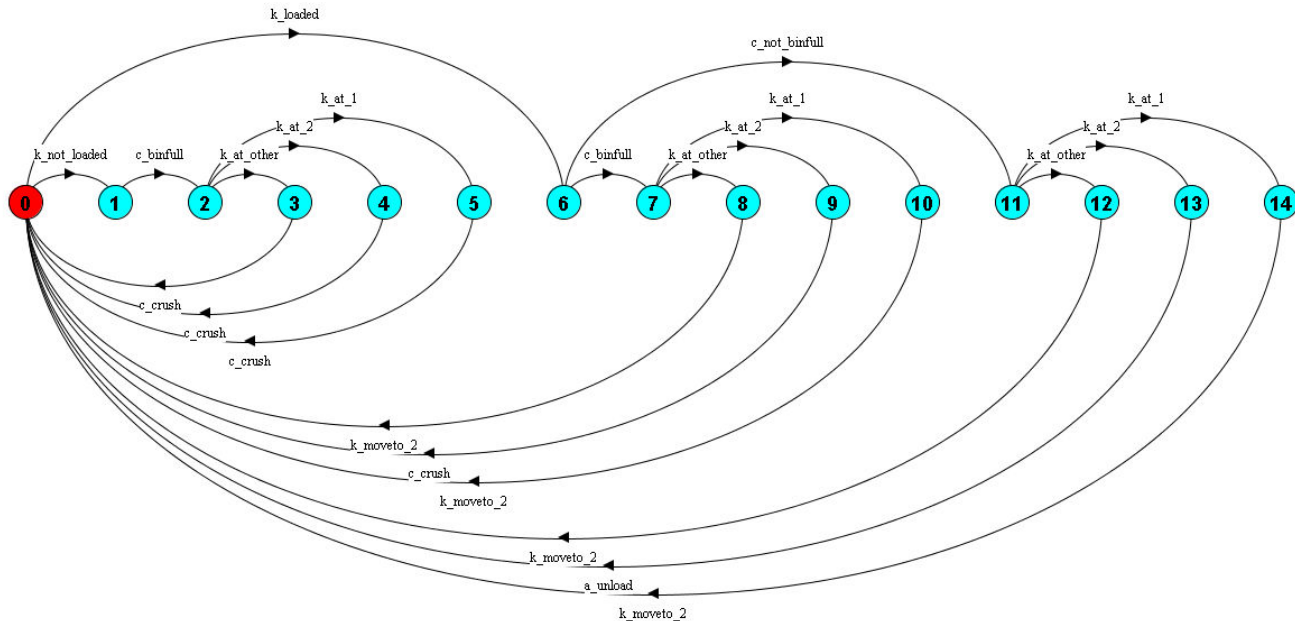 k_loaded
c_not_binfull
k_at_1
k_at_1
k_at_1
k_at_2
k_at_2
k_at_2
k_not_loaded
c_binfull
k_at_other
c_binfull
k_at_other
k_at_other
0
1
2
3
4
5
6
7
8
9
10
11
12
13
14
c_crush
c_crush
c_crush
k_moveto_2
c_crush
k_moveto_2
k_moveto_2
a_unload
k_moveto_2